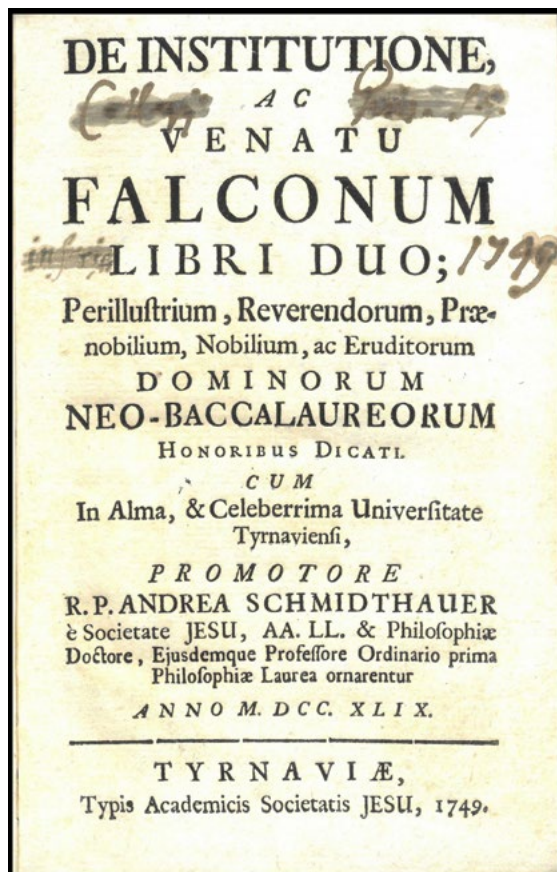 DE INSTITUTIONE,
AC
VENATU
FALCONUM
LIBRI DUO; 1749
Perilluſtrium, Reverendorum, Præ-
nobilium, Nobilium, ac Eruditorum
DOMINORUM
NEO-BACCALAUREORUM
HONORIBUS DICATI.
CUM
In Alma, & Celeberrima Univerſitate
Tyrnavienſi,
PROMOTORE
R. P. ANDREA SCHMIDTHAUER
è Societate JESU, AA. LL. & Philoſophiæ
Doctore, Ejusdemque Profeſſore Ordinario prima
Philoſophiæ Laurea ornarentur
ANNO M. DCC. XLIX.
TYRNAVIÆ,
Typis Academicis Societatis JESU, 1749.